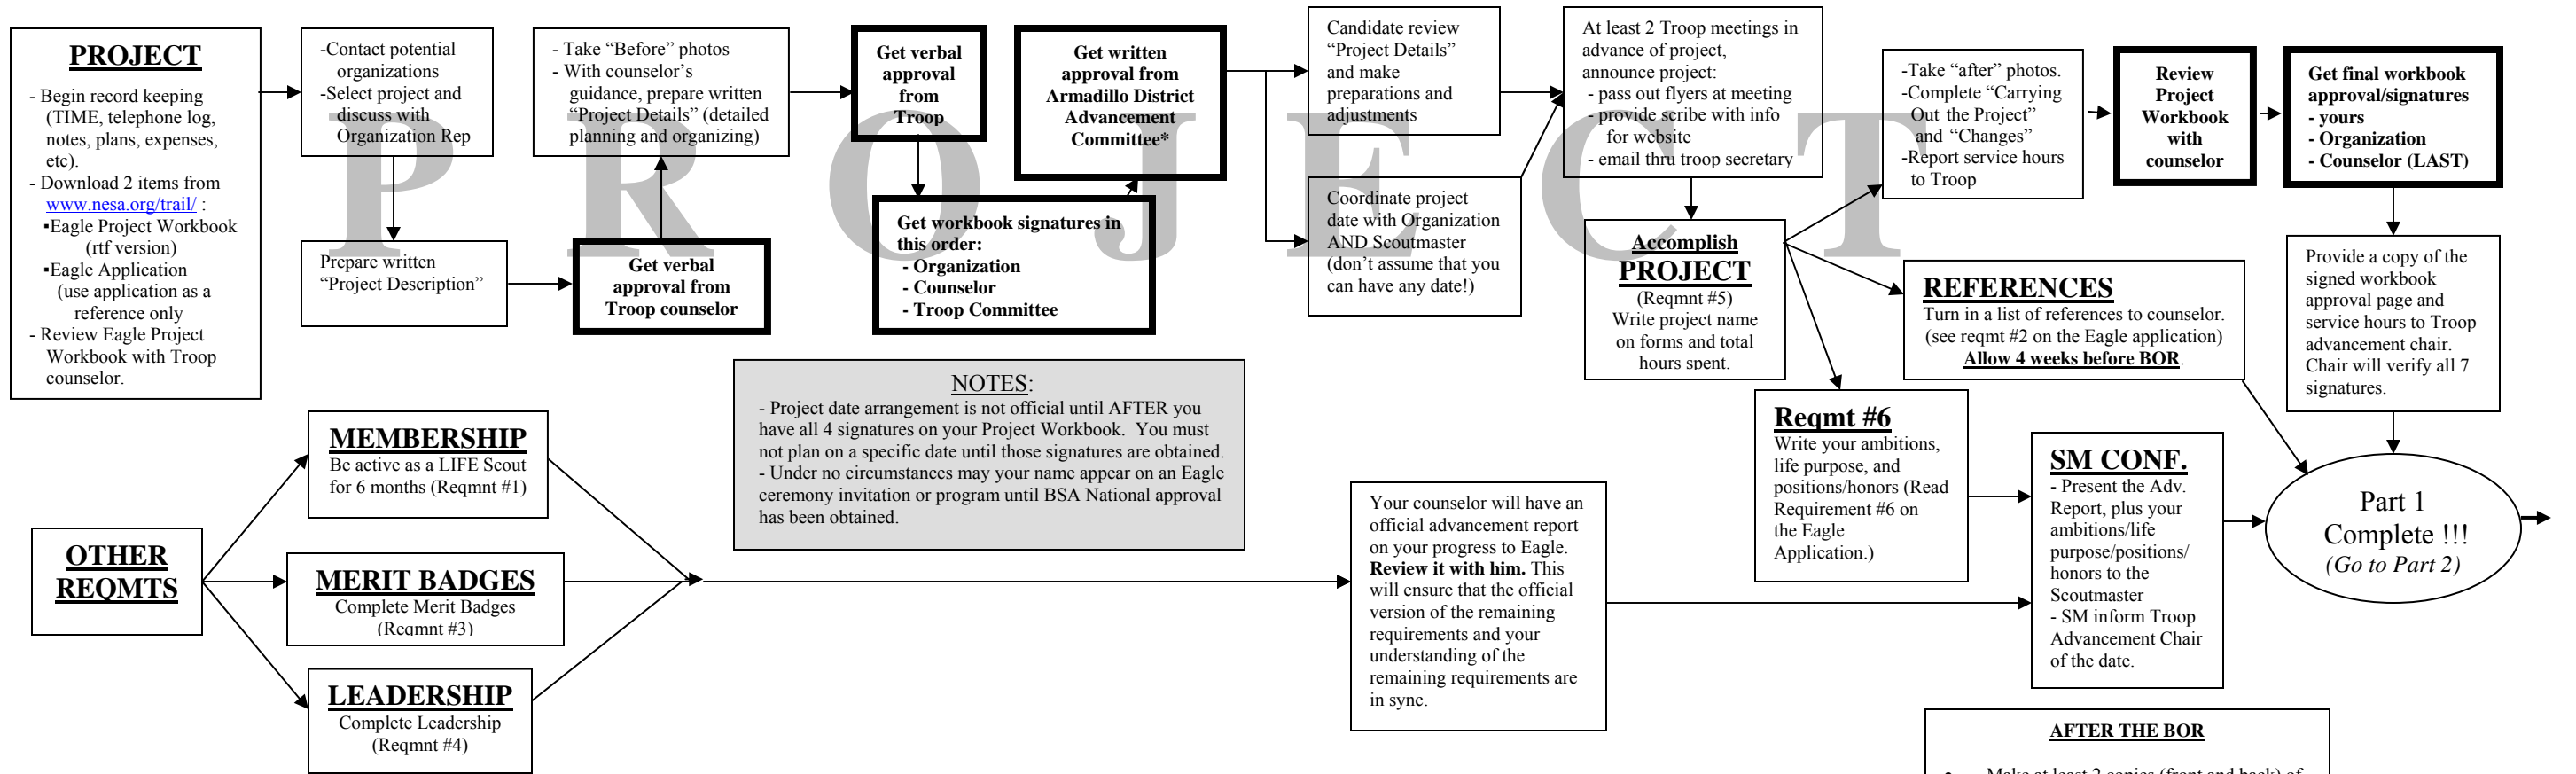 PROJECT
- Begin record keeping
(TIME, telephone log,
notes, plans, expenses,
etc).
- Download 2 items from
www.nesa.org/trail/ :
▪Eagle Project Workbook
(rtf version)
▪Eagle Application
(use application as a
reference only
- Review Eagle Project
Workbook with Troop
counselor.
-Contact potential
organizations
-Select project and
discuss with
Organization Rep
Prepare written
“Project Description”
- Take “Before” photos
- With counselor’s
guidance, prepare written
“Project Details” (detailed
planning and organizing)
Get verbal
approval from
Troop counselor
Get verbal
approval
from
Troop
Get workbook signatures in
this order:
- Organization
- Counselor
- Troop Committee
Get written
approval from
Armadillo District
Advancement
Committee*
Candidate review
“Project Details”
and make
preparations and
adjustments
Coordinate project
date with Organization
AND Scoutmaster
(don’t assume that you
can have any date!)
At least 2 Troop meetings in
advance of project,
announce project:
- pass out flyers at meeting
- provide scribe with info
for website
- email thru troop secretary
Accomplish
PROJECT
(Reqmnt #5)
Write project name
on forms and total
hours spent.
-Take “after” photos.
-Complete “Carrying
Out the Project”
and “Changes”
-Report service hours
to Troop
Review
Project
Workbook
with
counselor
Get final workbook
approval/signatures
- yours
- Organization
- Counselor (LAST)
REFERENCES
Turn in a list of references to counselor.
(see reqmt #2 on the Eagle application)
Allow 4 weeks before BOR.
Provide a copy of the
signed workbook
approval page and
service hours to Troop
advancement chair.
Chair will verify all 7
signatures.
PROJECT
NOTES:
- Project date arrangement is not official until AFTER you
have all 4 signatures on your Project Workbook. You must
not plan on a specific date until those signatures are obtained.
- Under no circumstances may your name appear on an Eagle
ceremony invitation or program until BSA National approval
has been obtained.
Reqmt #6
Write your ambitions,
life purpose, and
positions/honors (Read
Requirement #6 on
the Eagle
Application.)
OTHER
REQMTS
MEMBERSHIP
Be active as a LIFE Scout
for 6 months (Reqmnt #1)
MERIT BADGES
Complete Merit Badges
(Reqmnt #3)
LEADERSHIP
Complete Leadership
(Reqmnt #4)
Your counselor will have an
official advancement report
on your progress to Eagle.
Review it with him. This
will ensure that the official
version of the remaining
requirements and your
understanding of the
remaining requirements are
in sync.
SM CONF.
- Present the Adv.
Report, plus your
ambitions/life
purpose/positions/
honors to the
Scoutmaster
- SM inform Troop
Advancement Chair
of the date.
Part 1
Complete !!!
(Go to Part 2)
AFTER THE BOR
• Make at least 2 copies (front and back) of